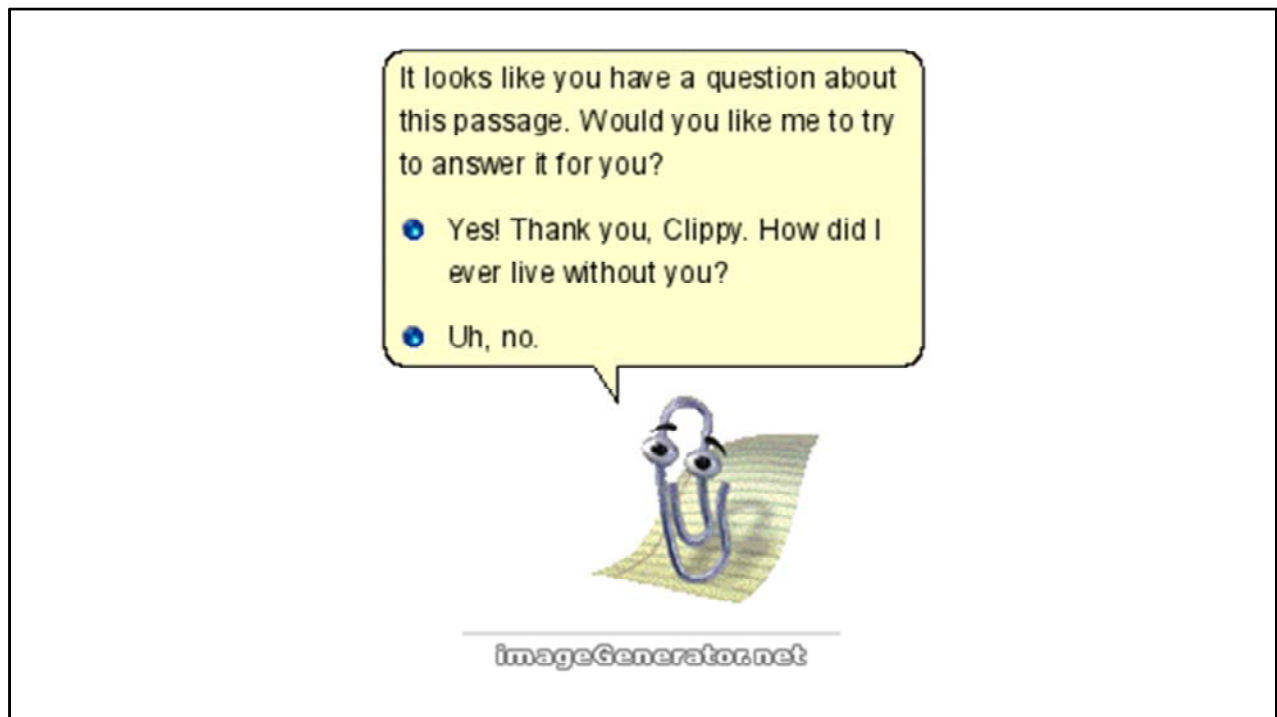 It looks like you have a question about
this passage. Would you like me to try
to answer it for you?
Yes! Thank you, Clippy. How did I
ever live without you?
Uh, no.
imageGenerator.net